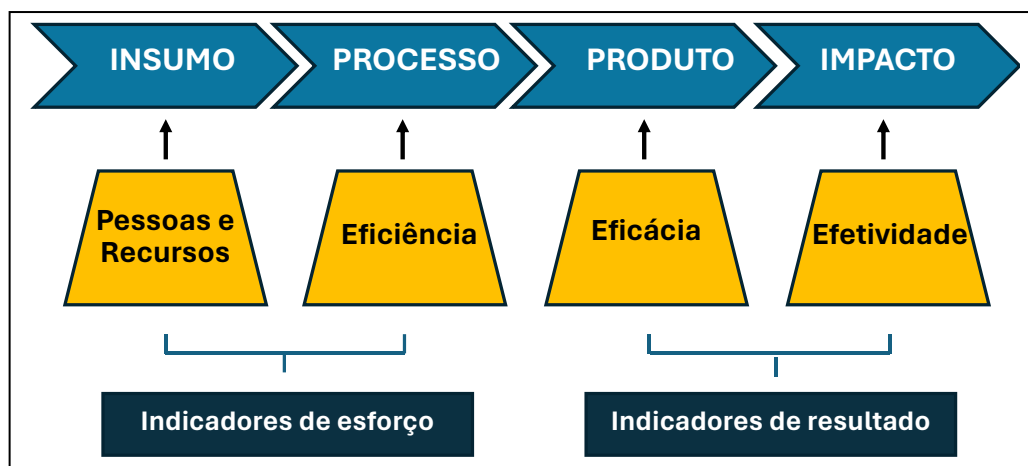 INSUMO
PROCESSO
PRODUTO
IMPACTO
Pessoas e
Recursos
Eficiência
Eficácia
Efetividade
Indicadores de esforço
Indicadores de resultado